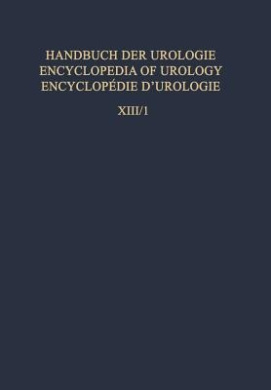 HANDBUCH DER UROLOGIE
ENCYCLOPEDIA OF UROLOGY
ENCYCLOPÉDIE D'UROLOGIE
XIII/1